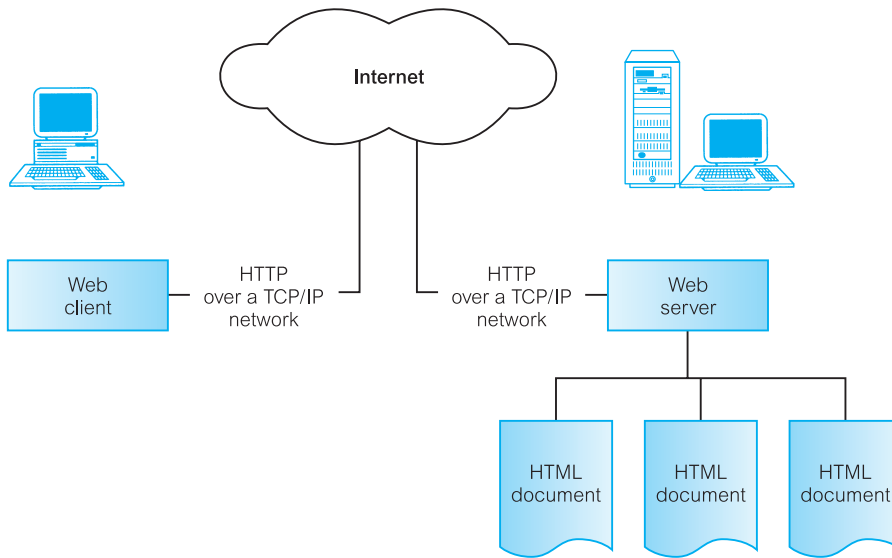 Internet
Web
client
HTTP
over a TCP/IP
network
HTTP
over a TCP/IP
network
Web
server
HTML
document
HTML
document
HTML
document